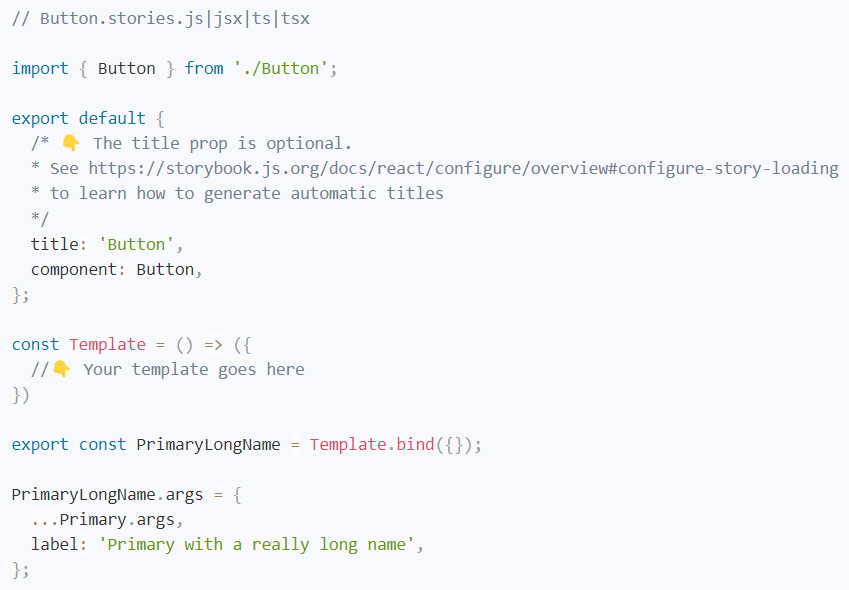 // Button.stories.js|jsx|ts|tsx
import { Button } from './Button';
export default {
/* 👇 The title prop is optional.
* See https://storybook.js.org/docs/react/configure/overview#configure-story-loading
* to learn how to generate automatic titles
*/
title: 'Button',
component: Button,
};
const Template = () => ({
//👇 Your template goes here
})
export const PrimaryLongName = Template.bind({});
PrimaryLongName.args = {
...Primary.args,
label: 'Primary with a really long name',
};